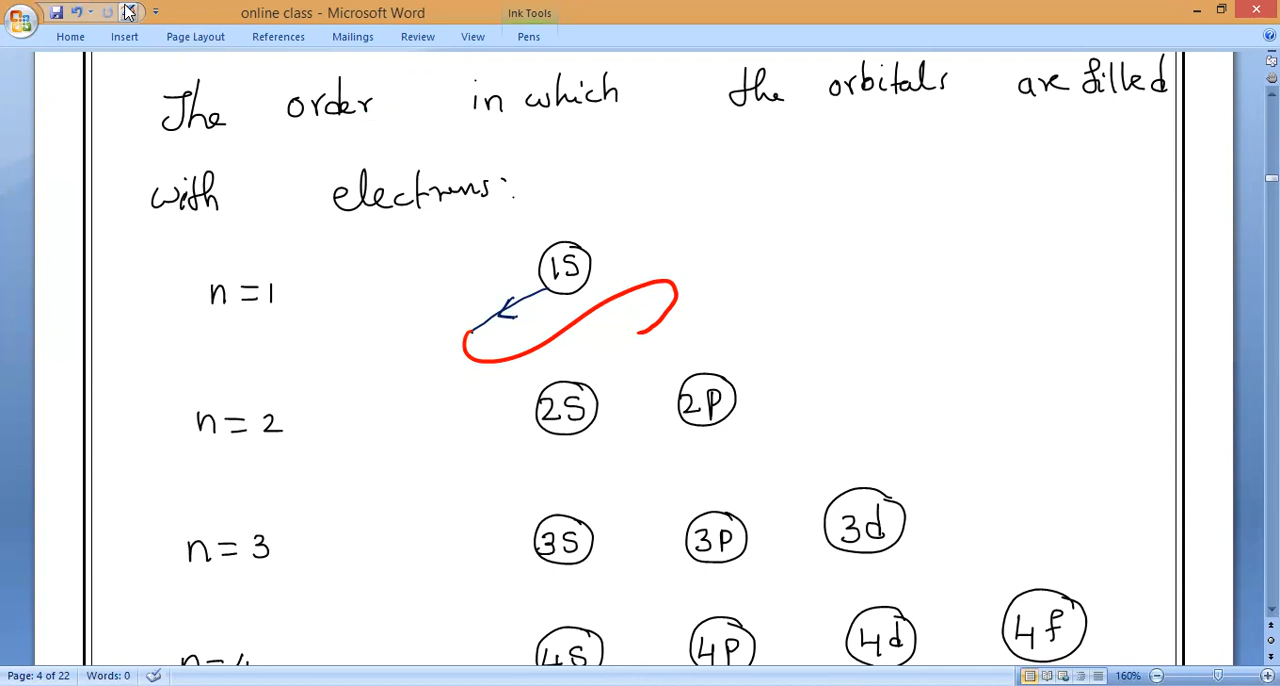 online class - Microsoft Word
Ink Tools
Home Insert Page Layout References Mailings Review View Pens
The order in which the orbitals are filled
with electrons:
1S
n = 1
2S 2P
n = 2
3S 3P 3d
n = 3
4S 4P 4d 4f
n = 4
Page: 4 of 22 Words: 0 160%